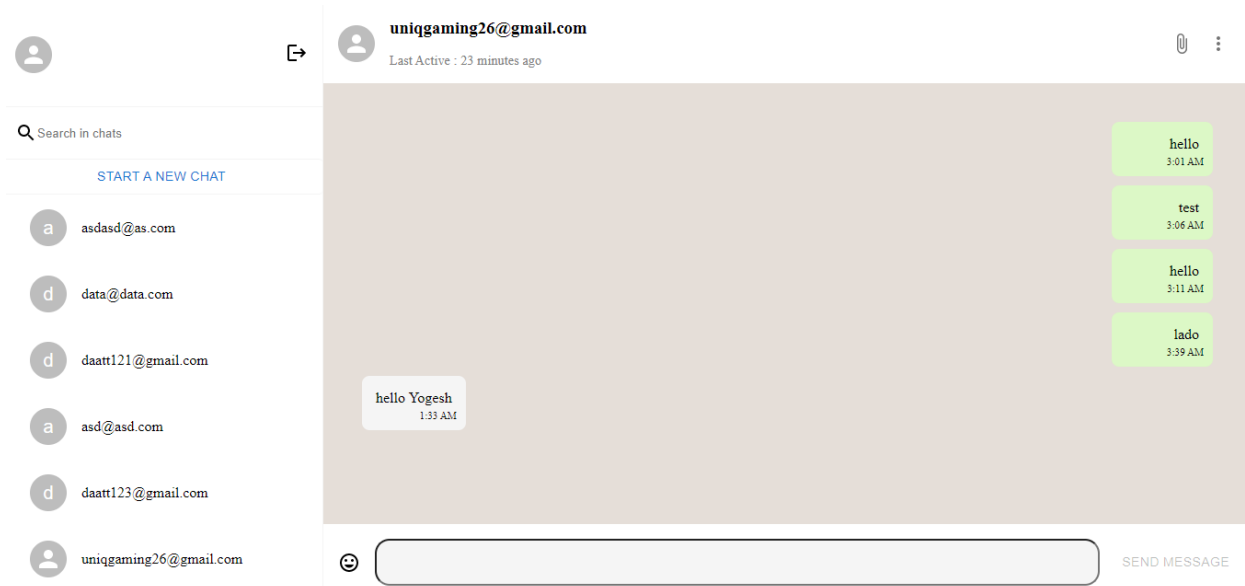 Search in chats
START A NEW CHAT
a
asdasd@as.com
d
data@data.com
d
daatt121@gmail.com
a
asd@asd.com
d
daatt123@gmail.com
uniqgaming26@gmail.com
uniqgaming26@gmail.com
Last Active : 23 minutes ago
hello
3:01 AM
test
3:06 AM
hello
3:11 AM
lado
3:39 AM
hello Yogesh
1:33 AM
SEND MESSAGE